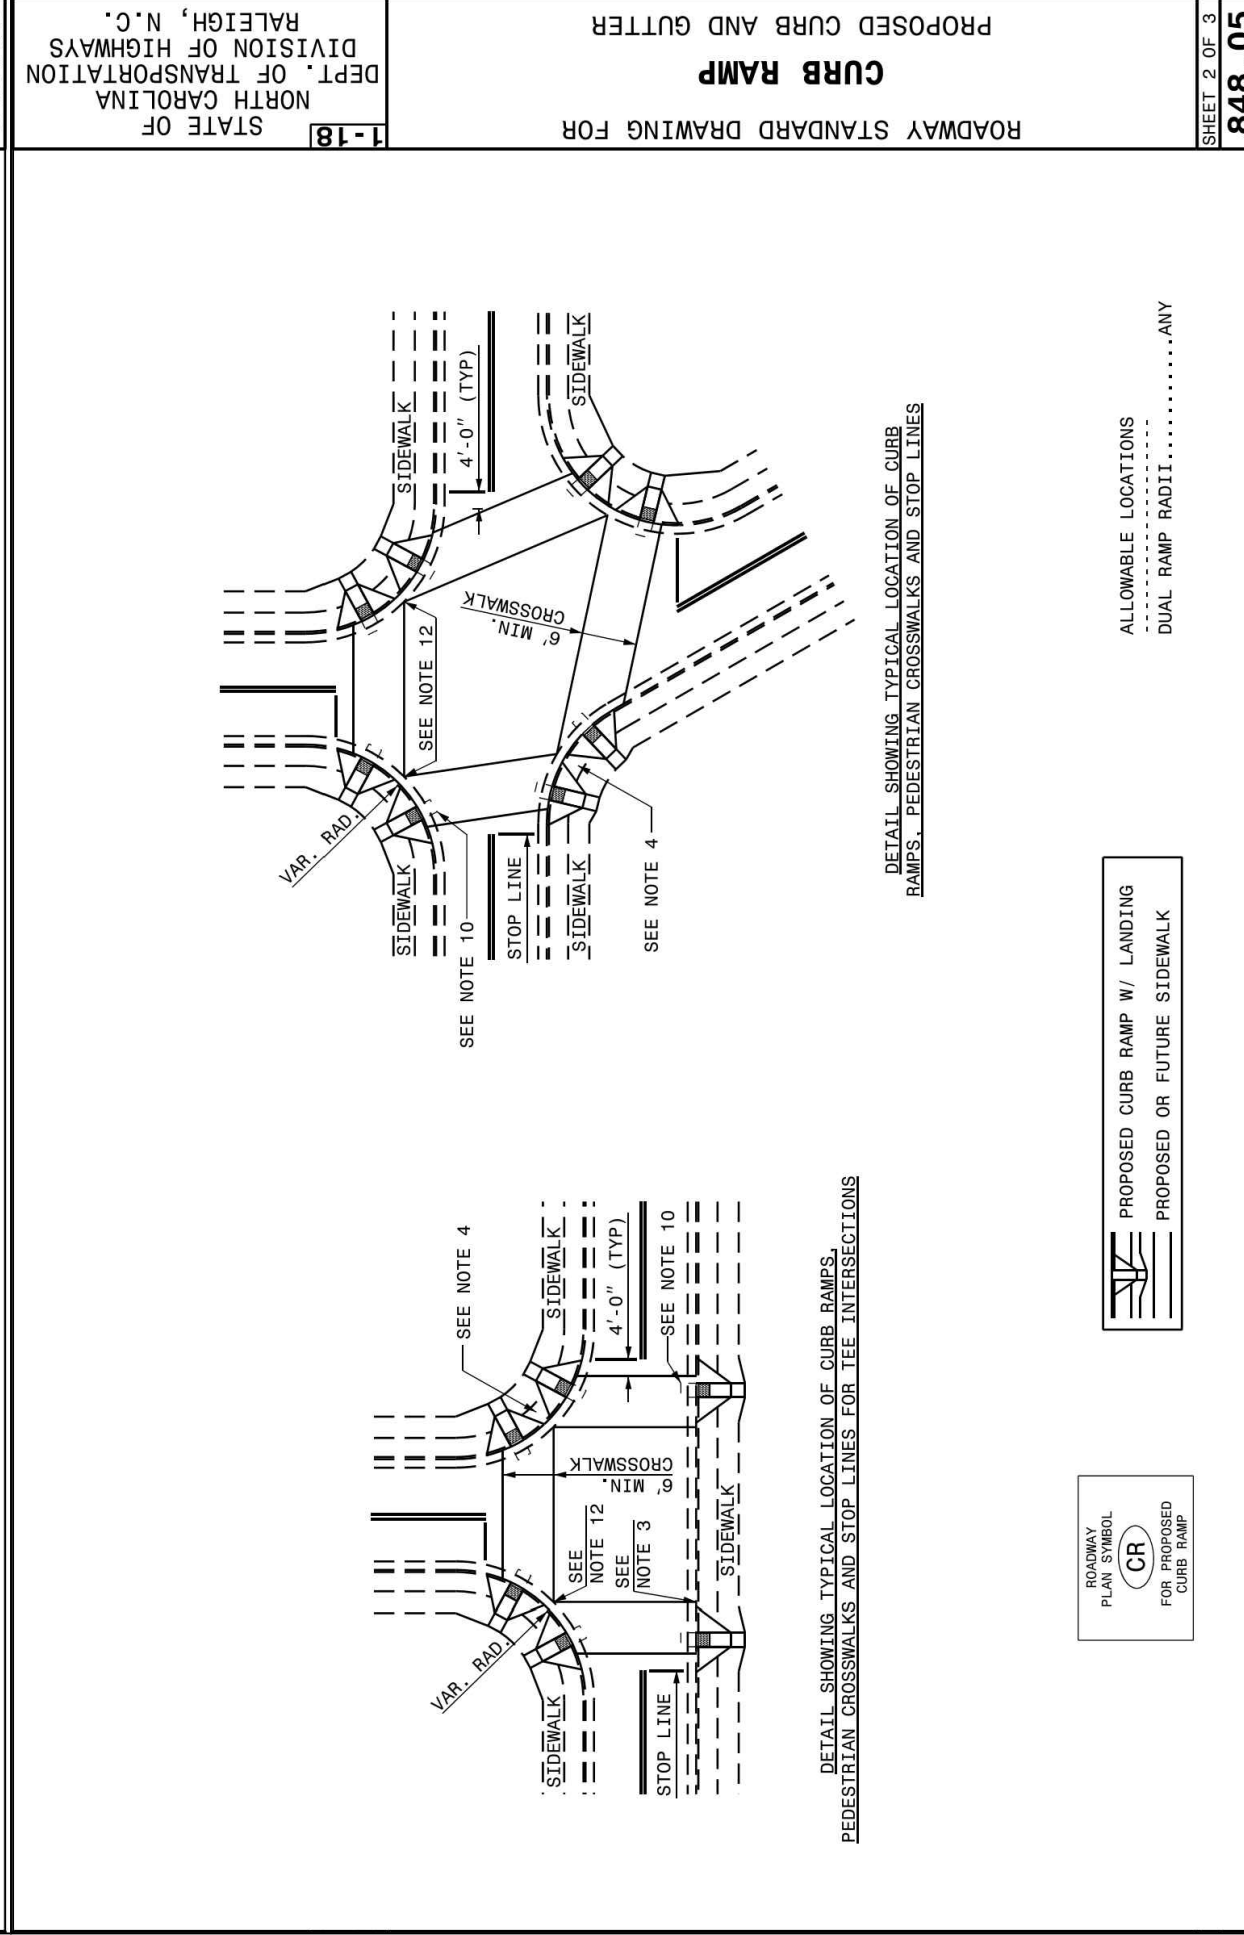 STATE OF
NORTH CAROLINA
DEPT. OF TRANSPORTATION
DIVISION OF HIGHWAYS
RALEIGH, N.C.
1-18
ROADWAY STANDARD DRAWING FOR
CURB RAMP
PROPOSED CURB AND GUTTER
SHEET 2 OF 3
848.05
VAR. RAD.
SIDEWALK
SIDEWALK
STOP LINE
SEE
NOTE 12
SEE
NOTE 3
6' MIN.
CROSSWALK
SIDEWALK
SEE NOTE 4
4'-0" (TYP)
SEE NOTE 10
DETAIL SHOWING TYPICAL LOCATION OF CURB RAMPS,
PEDESTRIAN CROSSWALKS AND STOP LINES FOR TEE INTERSECTIONS
VAR. RAD.
SIDEWALK
SEE NOTE 10
STOP LINE
SIDEWALK
SEE NOTE 4
SEE NOTE 12
6' MIN.
CROSSWALK
SIDEWALK
4'-0" (TYP)
SIDEWALK
DETAIL SHOWING TYPICAL LOCATION OF CURB
RAMPS, PEDESTRIAN CROSSWALKS AND STOP LINES
ROADWAY
PLAN SYMBOL
CR
FOR PROPOSED
CURB RAMP
PROPOSED CURB RAMP W/ LANDING
PROPOSED OR FUTURE SIDEWALK
ALLOWABLE LOCATIONS
DUAL RAMP RADII..........ANY